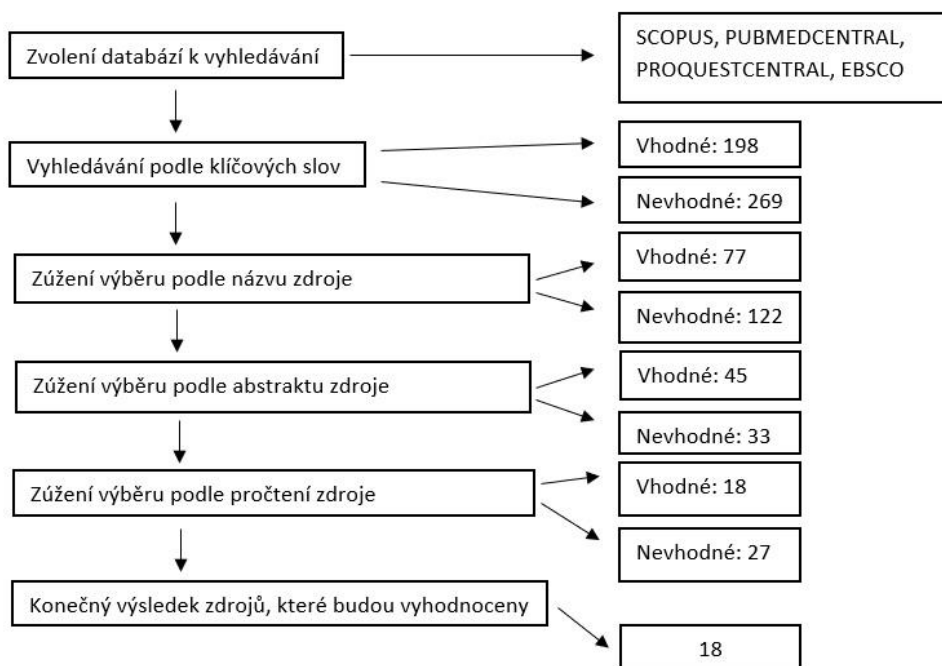 Zvolení databází k vyhledávání
SCOPUS, PUBMEDCENTRAL,
PROQUESTCENTRAL, EBSCO
Vyhledávání podle klíčových slov
Vhodné: 198
Nevhodné: 269
Zúžení výběru podle názvu zdroje
Vhodné: 77
Nevhodné: 122
Zúžení výběru podle abstraktu zdroje
Vhodné: 45
Nevhodné: 33
Zúžení výběru podle pročtení zdroje
Vhodné: 18
Nevhodné: 27
Konečný výsledek zdrojů, které budou vyhodnoceny
18